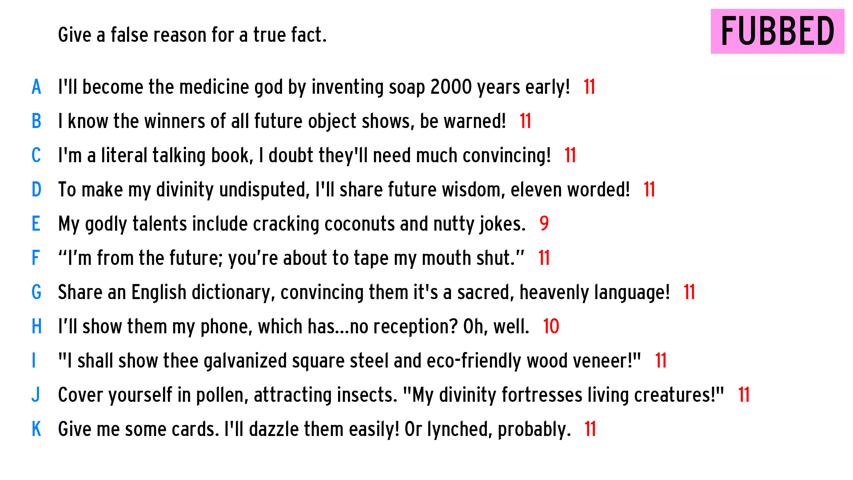 Give a false reason for a true fact.
FUBBED
A I'll become the medicine god by inventing soap 2000 years early! 11
B I know the winners of all future object shows, be warned! 11
C I'm a literal talking book, I doubt they'll need much convincing! 11
D To make my divinity undisputed, I'll share future wisdom, eleven worded! 11
E My godly talents include cracking coconuts and nutty jokes. 9
F “I’m from the future; you’re about to tape my mouth shut.” 11
G Share an English dictionary, convincing them it's a sacred, heavenly language! 11
H I’ll show them my phone, which has...no reception? Oh, well. 10
I "I shall show thee galvanized square steel and eco-friendly wood veneer!" 11
J Cover yourself in pollen, attracting insects. "My divinity fortresses living creatures!" 11
K Give me some cards. I'll dazzle them easily! Or lynched, probably. 11